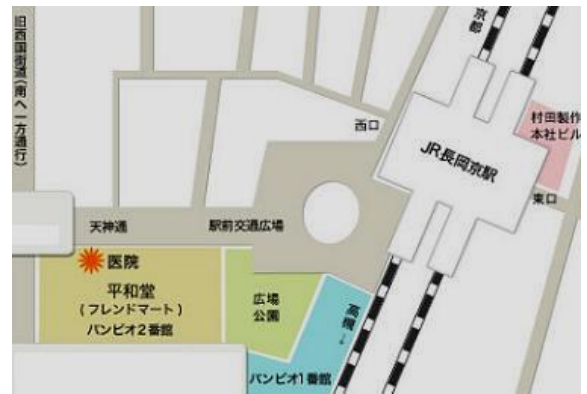 旧西国街道(南へ一方通行)
京都
西口
JR長岡京駅
村田製作
本社ビル
東口
天神通
駅前交通広場
医院
平和堂
(フレンドマート)
バンビオ2番館
広場
公園
高槻
バンビオ1番館